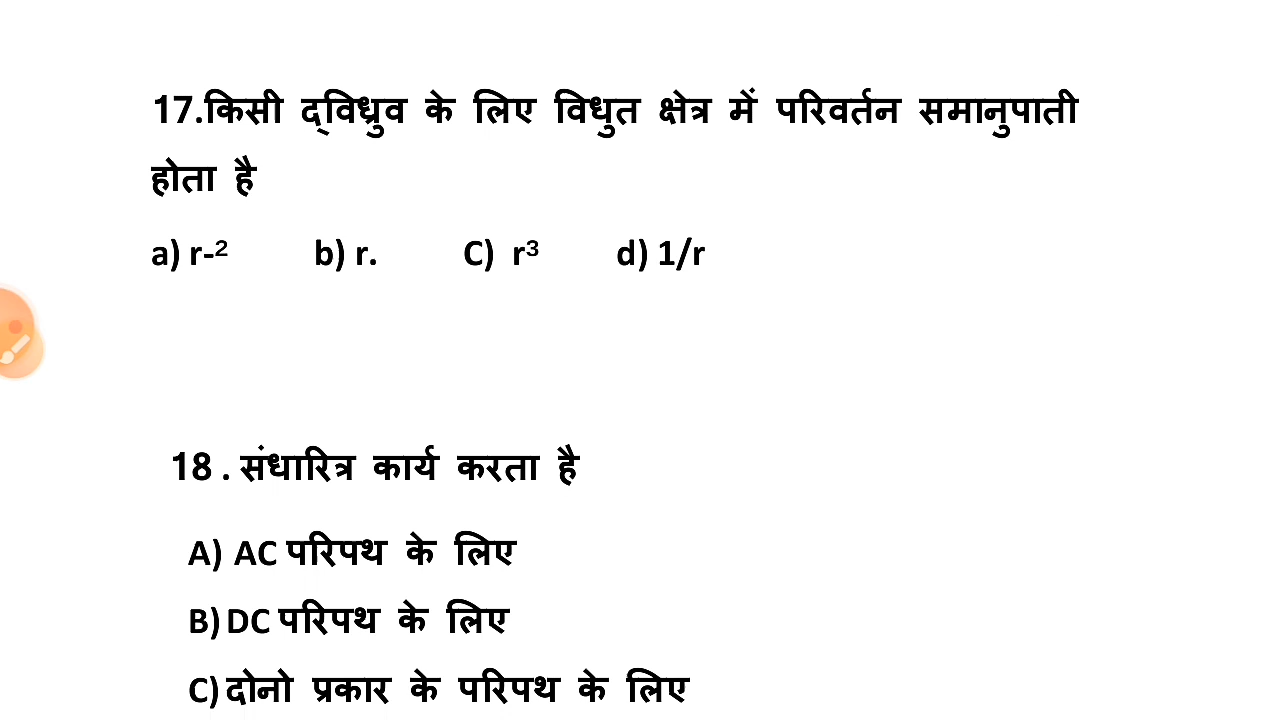 17.किसी द्विध्रुव के लिए विधुत क्षेत्र में परिवर्तन समानुपाती
होता है
a) r-² b) r. C) r³ d) 1/r
18 . संधारित्र कार्य करता है
A) AC परिपथ के लिए
B) DC परिपथ के लिए
C) दोनो प्रकार के परिपथ के लिए